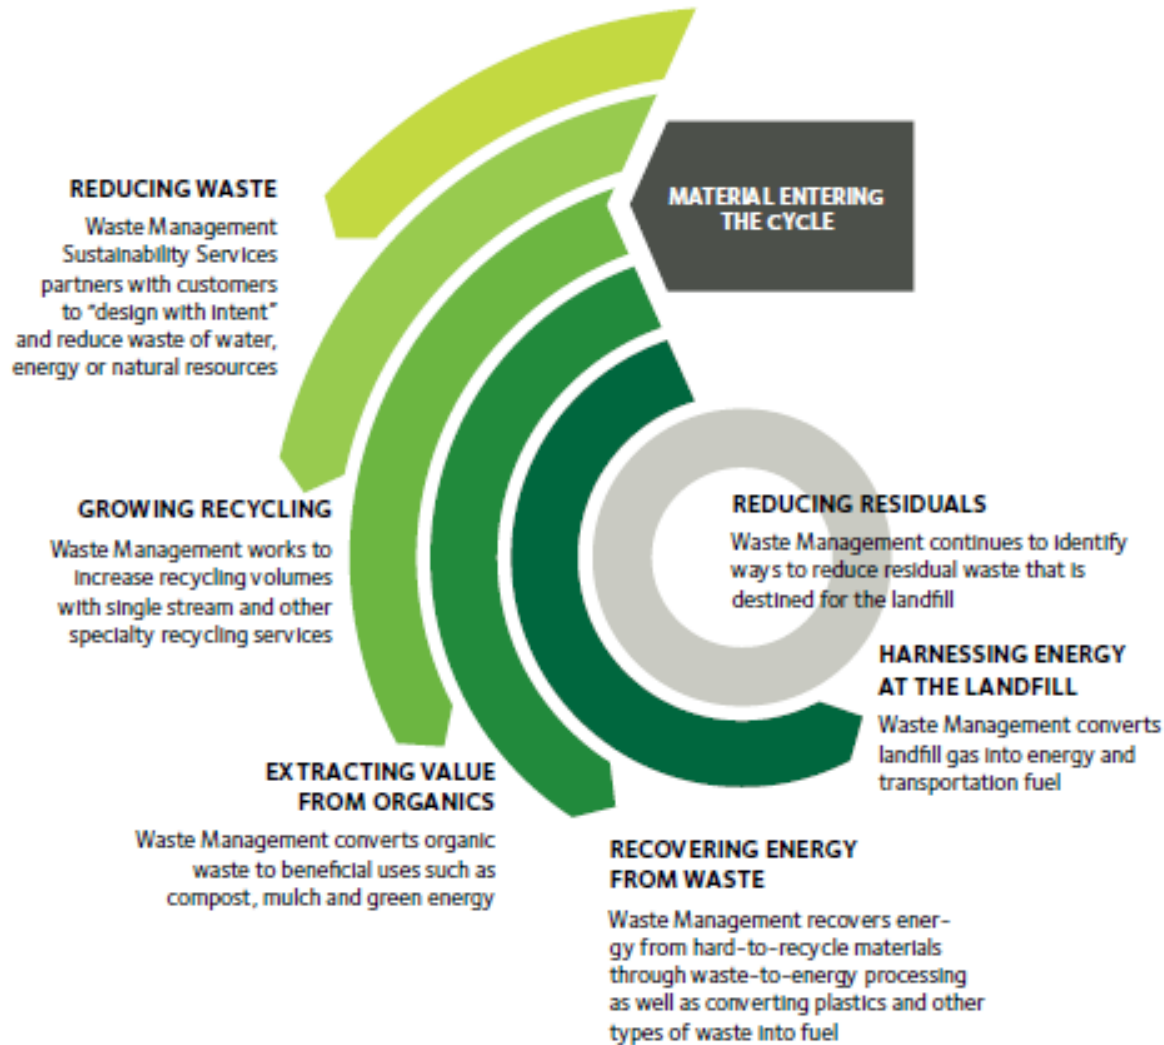 MATERIAL ENTERING
THE CYCLE
REDUCING WASTE
Waste Management
Sustainability Services
partners with customers
to “design with intent”
and reduce waste of water,
energy or natural resources
GROWING RECYCLING
Waste Management works to
increase recycling volumes
with single stream and other
specialty recycling services
EXTRACTING VALUE
FROM ORGANICS
Waste Management converts organic
waste to beneficial uses such as
compost, mulch and green energy
RECOVERING ENERGY
FROM WASTE
Waste Management recovers ener-
gy from hard-to-recycle materials
through waste-to-energy processing
as well as converting plastics and other
types of waste into fuel
HARNESSING ENERGY
AT THE LANDFILL
Waste Management converts
landfill gas into energy and
transportation fuel
REDUCING RESIDUALS
Waste Management continues to identify
ways to reduce residual waste that is
destined for the landfill